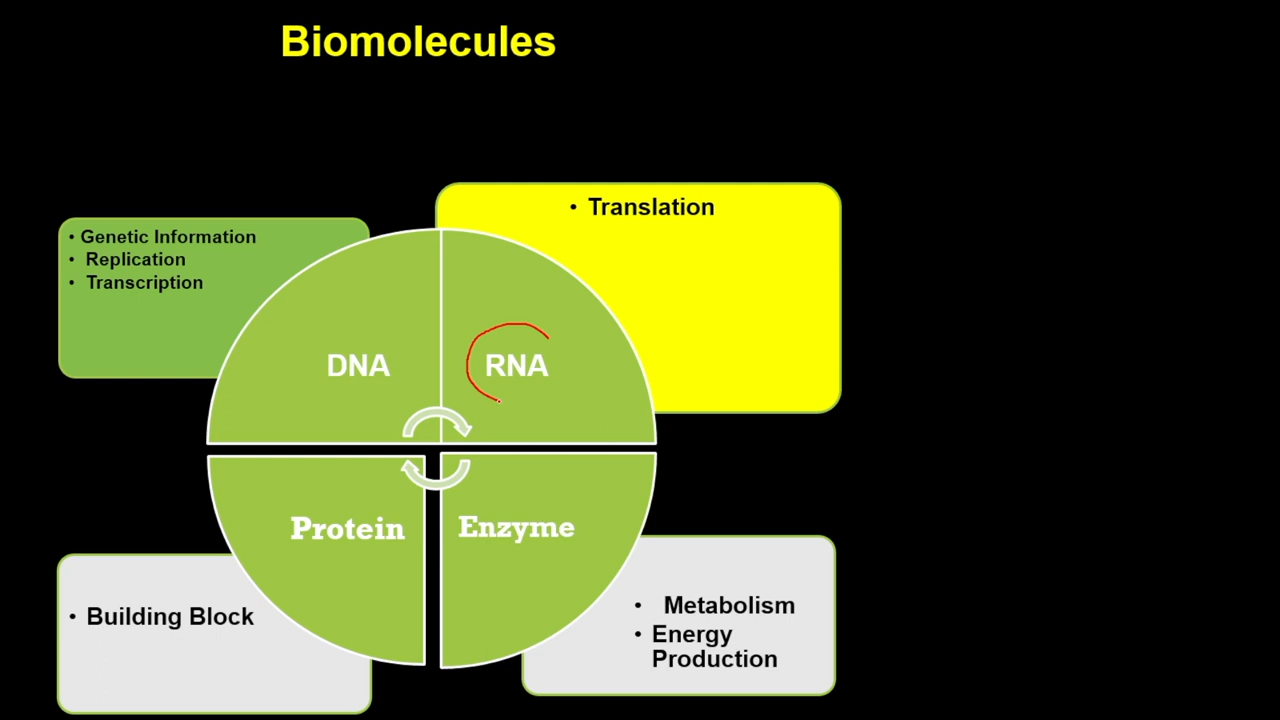 Biomolecules
• Genetic Information
• Replication
• Transcription
• Translation
DNA
RNA
Protein
Enzyme
• Building Block
• Metabolism
• Energy
Production